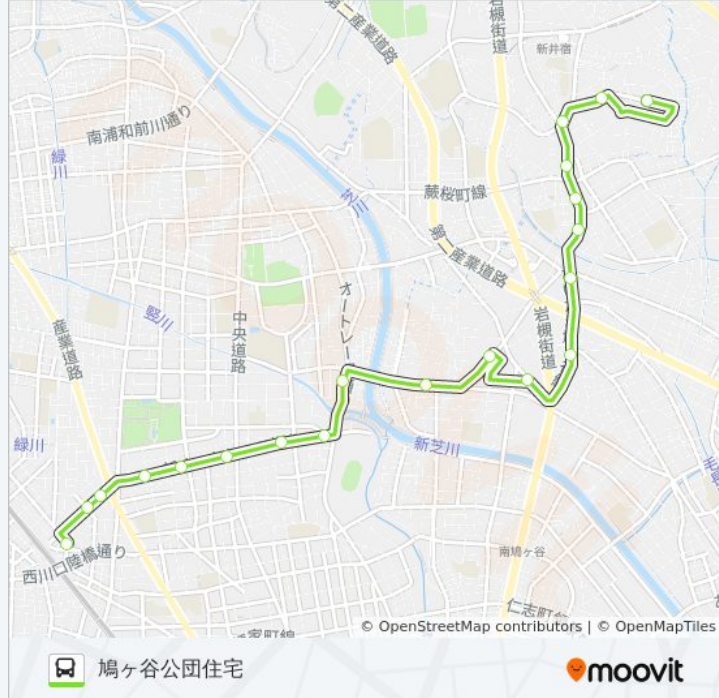 第二産業道路
岩槻街道
新井宿
南浦和前川通り
緑川
芝川
蕨桜町線
第二産業道路
竪川
中央道路
オートレー
岩槻街道
産業道路
緑川
新芝川
西川口陸橋通り
南鳩ヶ谷
仁志町
© OpenStreetMap contributors | © OpenMapTiles
鳩ヶ谷公団住宅
moovit